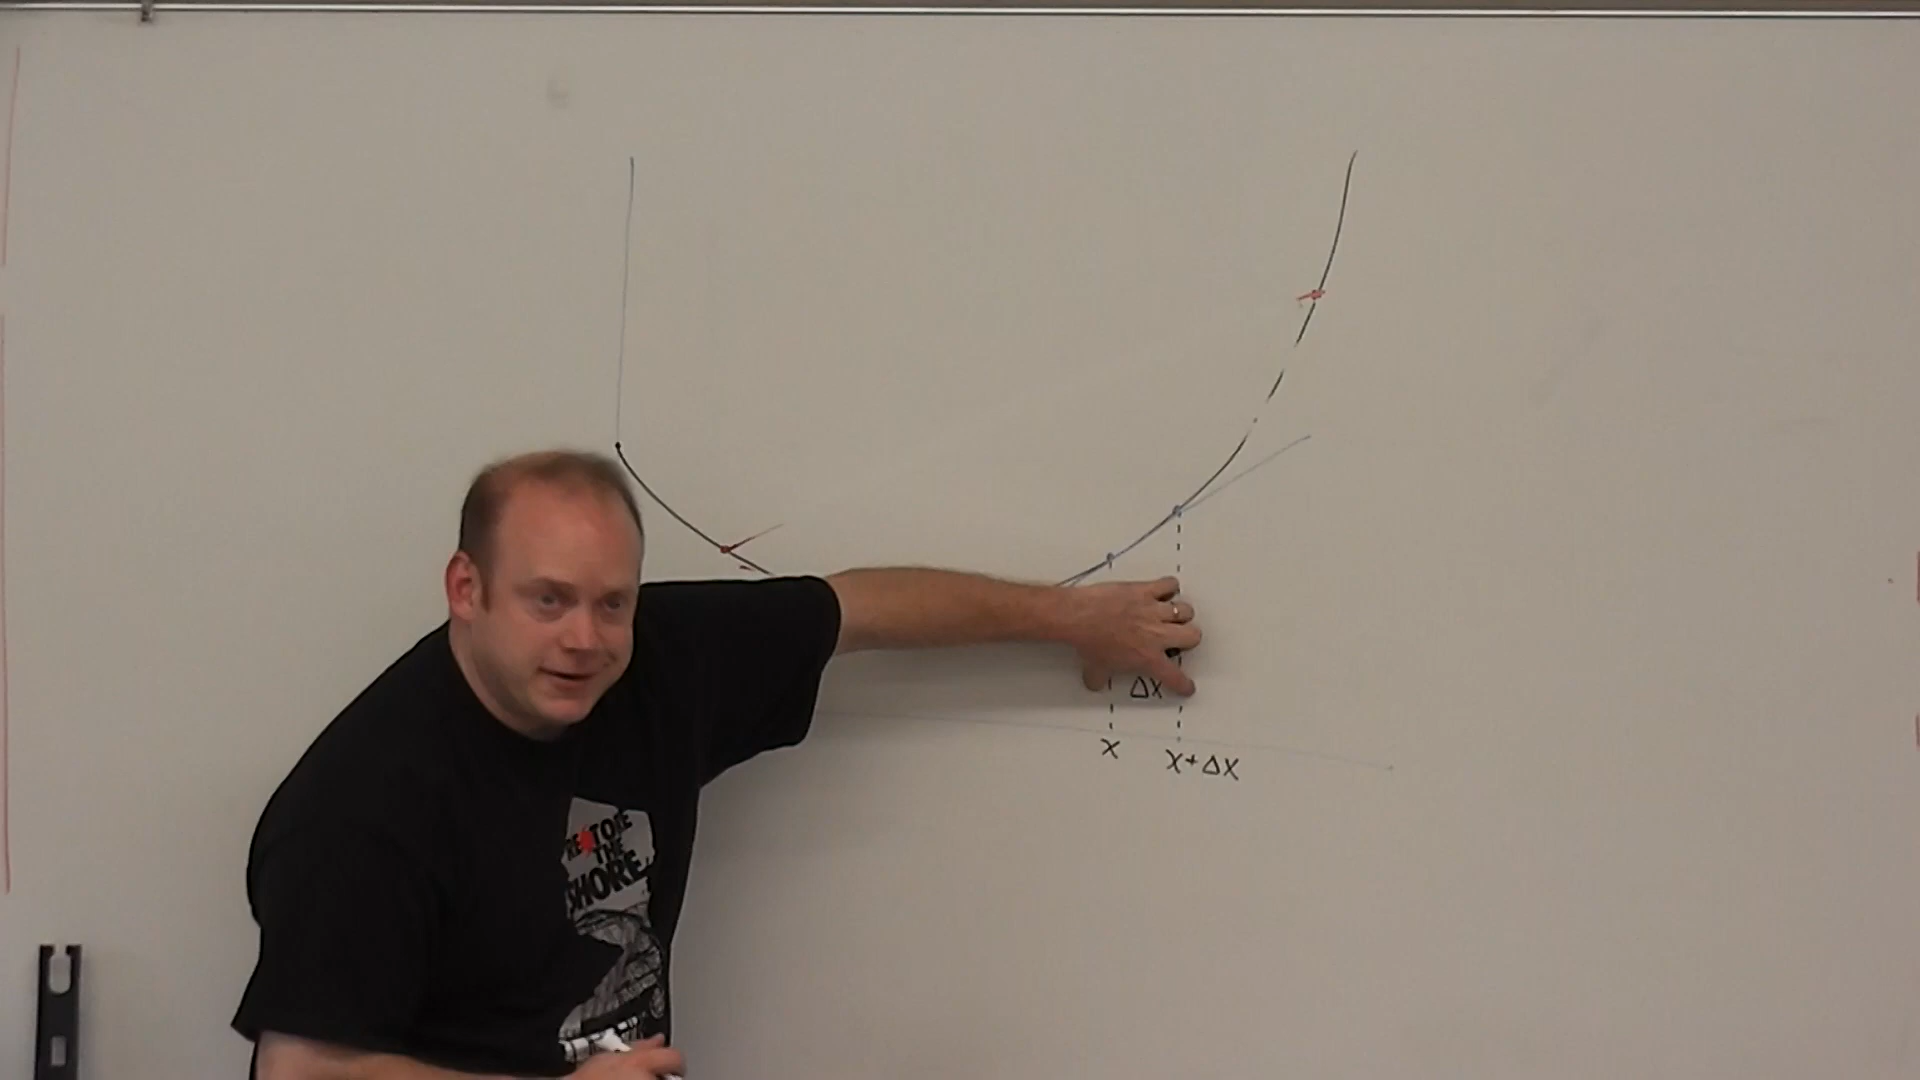 Δx
x
x+Δx
RESTORE
THE
SHORE